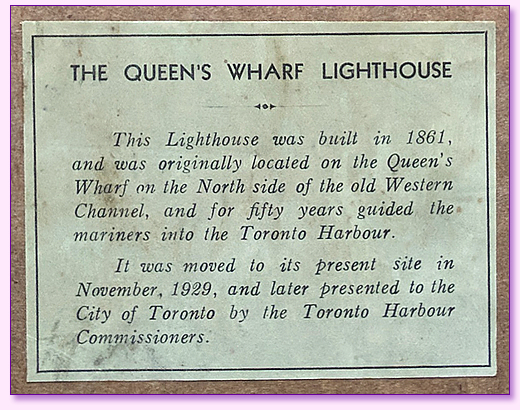 THE QUEEN'S WHARF LIGHTHOUSE
This Lighthouse was built in 1861,
and was originally located on the Queen's
Wharf on the North side of the old Western
Channel, and for fifty years guided the
mariners into the Toronto Harbour.
It was moved to its present site in
November, 1929, and later presented to the
City of Toronto by the Toronto Harbour
Commissioners.